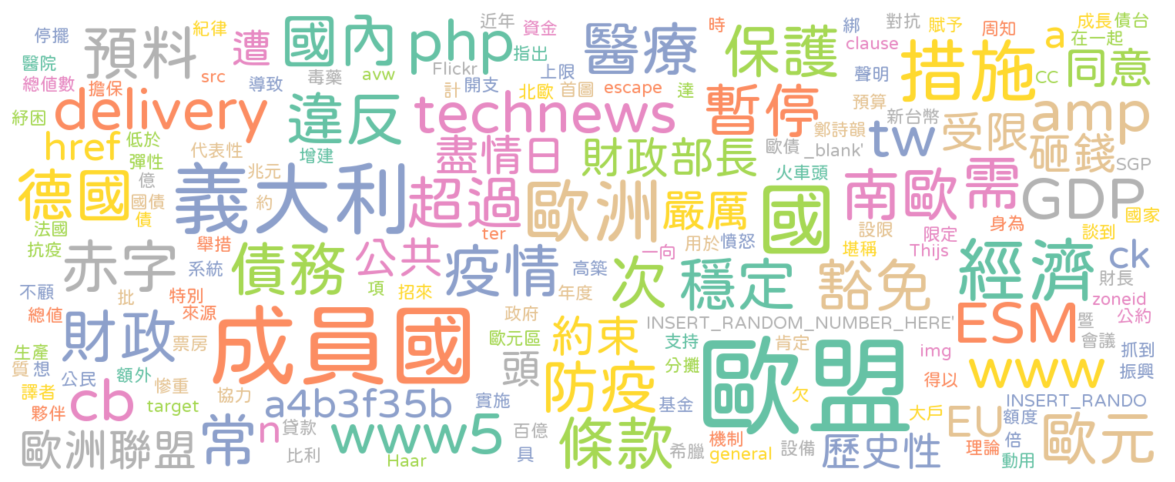 停擺 紀律 近年 資金 時 對抗 賦予 周知 成長 債台
預料 遭 國內 php 指出 醫療 保護 clause 措施 a 在一起 同意
醫院 總值數 擔保 src 導致 毒藥 avw Flickr 計 開支 上限 北歐 首圖 escape 達 聲明 CC
紓困 delivery 違反 technews 暫停 預算 新台幣 受限 amp
href 低於 彈性 代表性 增建 盡情日 財政部長 歐債 _blank' 鄭詩韻 tw 砸錢 SGP
德國 億 國債 債 兆元 約 義大利 超過 歐洲 嚴厲 國 火車頭 南歐 需 GDP
法國 抗疫 舉措 ter 一向 用於 憤怒 設限 堪稱 限定 Thijs 身為 談到 國家
赤字 系統 債務 公共 疫情 高築 次 穩定 豁免 經濟 ck 財長
不顧 批 特別 來源 項 招來 年度 zoneid 公約
總值 財政 票房 成員國 政府 歐元區 約束 INSERT_RANDOM_NUMBER_HERE' ESM 暨 會議
生產 質 想 頭 支持 分攤 肯定 歐盟 img 抓到 振興
譯者 公民 額外 慘重 協力 防疫 得以 www
夥伴 cb target a4b3f35b 實施 基金 欠 大戶 EU INSERT_RANDO
歐洲聯盟 常 n 貸款 www5 百億 條款 希臘 機制 general 設備 歷史性 理論 額度 倍 動用 歐元
比利 Haar 具